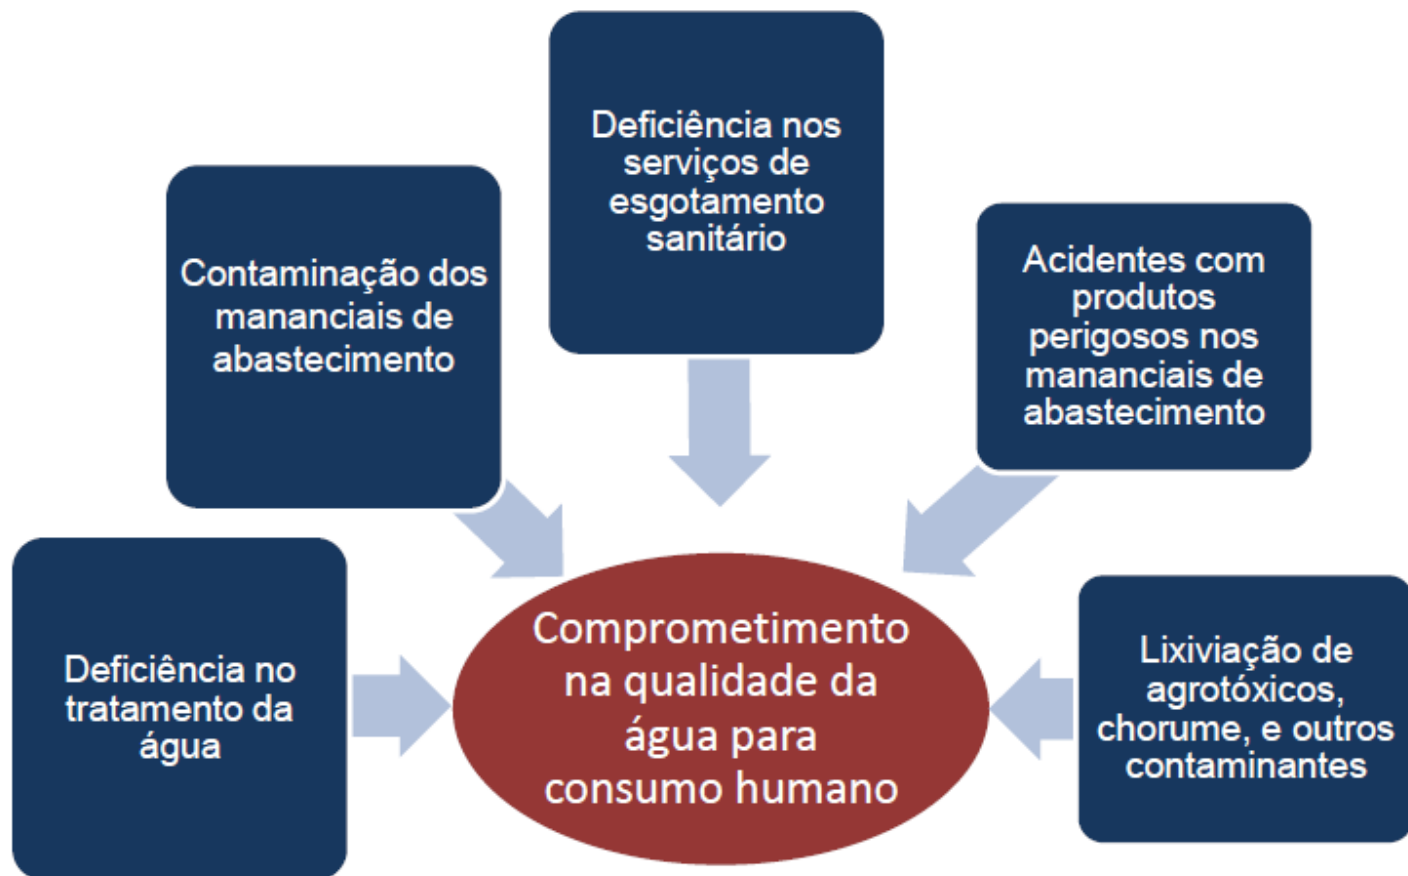 Deficiência nos
serviços de
esgotamento
sanitário
Contaminação dos
mananciais de
abastecimento
Acidentes com
produtos
perigosos nos
mananciais de
abastecimento
Deficiência no
tratamento da
água
Comprometimento
na qualidade da
água para
consumo humano
Lixiviação de
agrotóxicos,
chorume, e outros
contaminantes